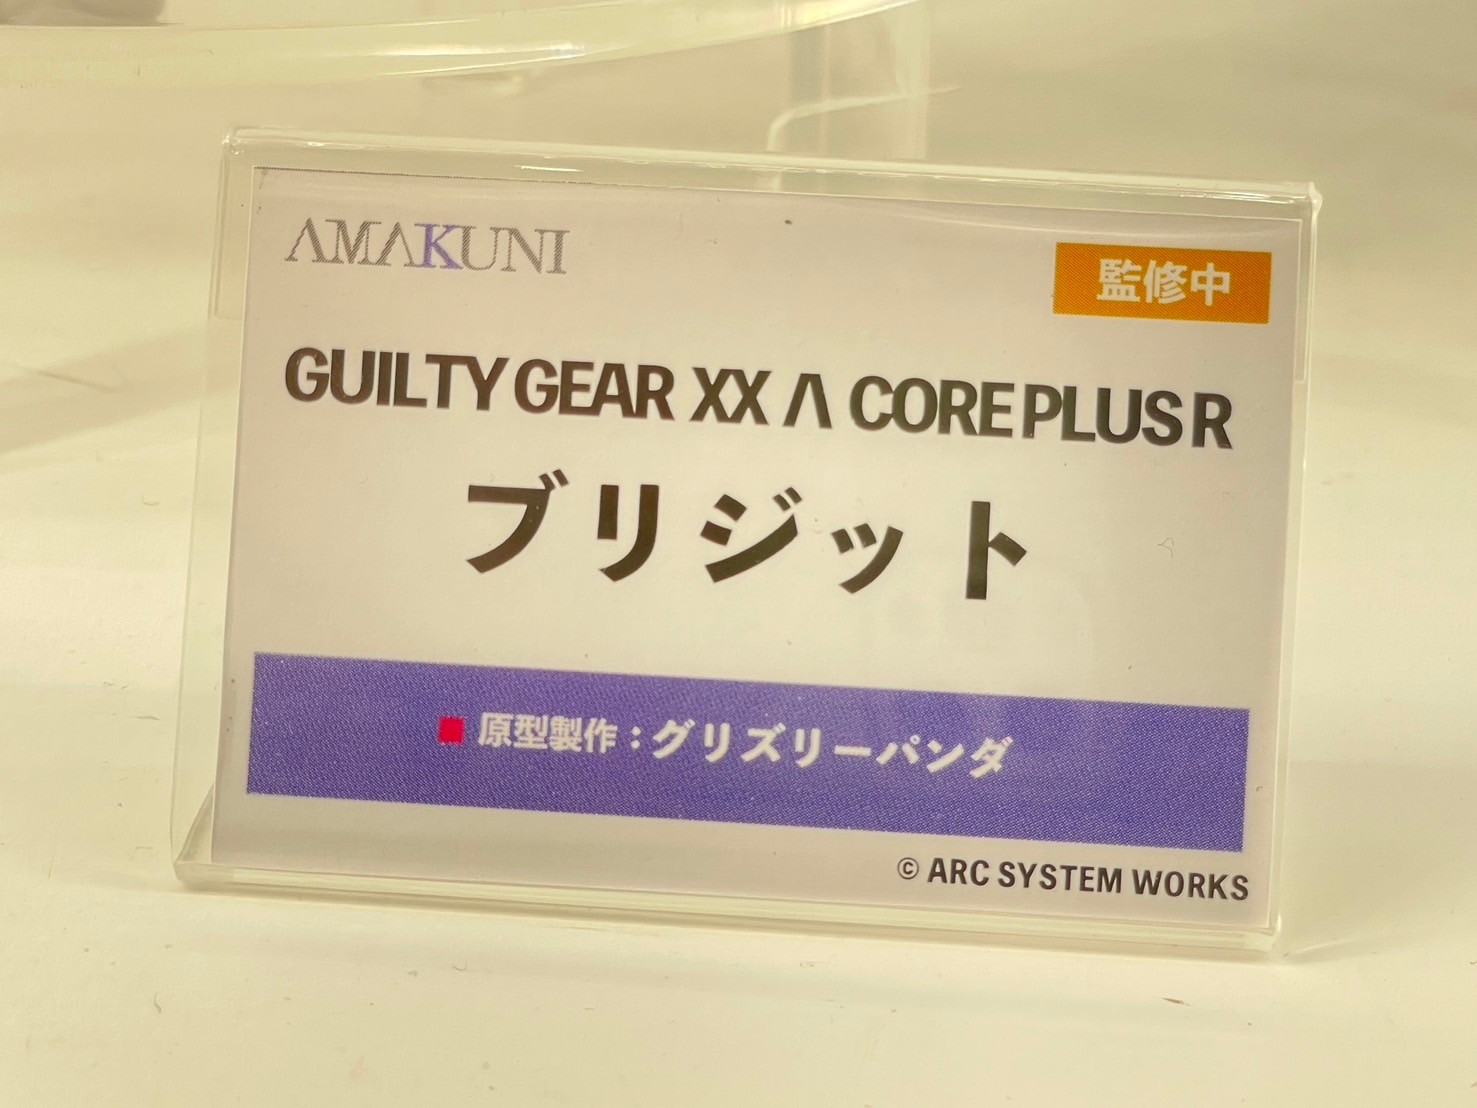 AMAKUNI
監修中
GUILTY GEAR XX Λ CORE PLUS R
ブリジット
■ 原型製作：グリズリーパンダ
© ARC SYSTEM WORKS